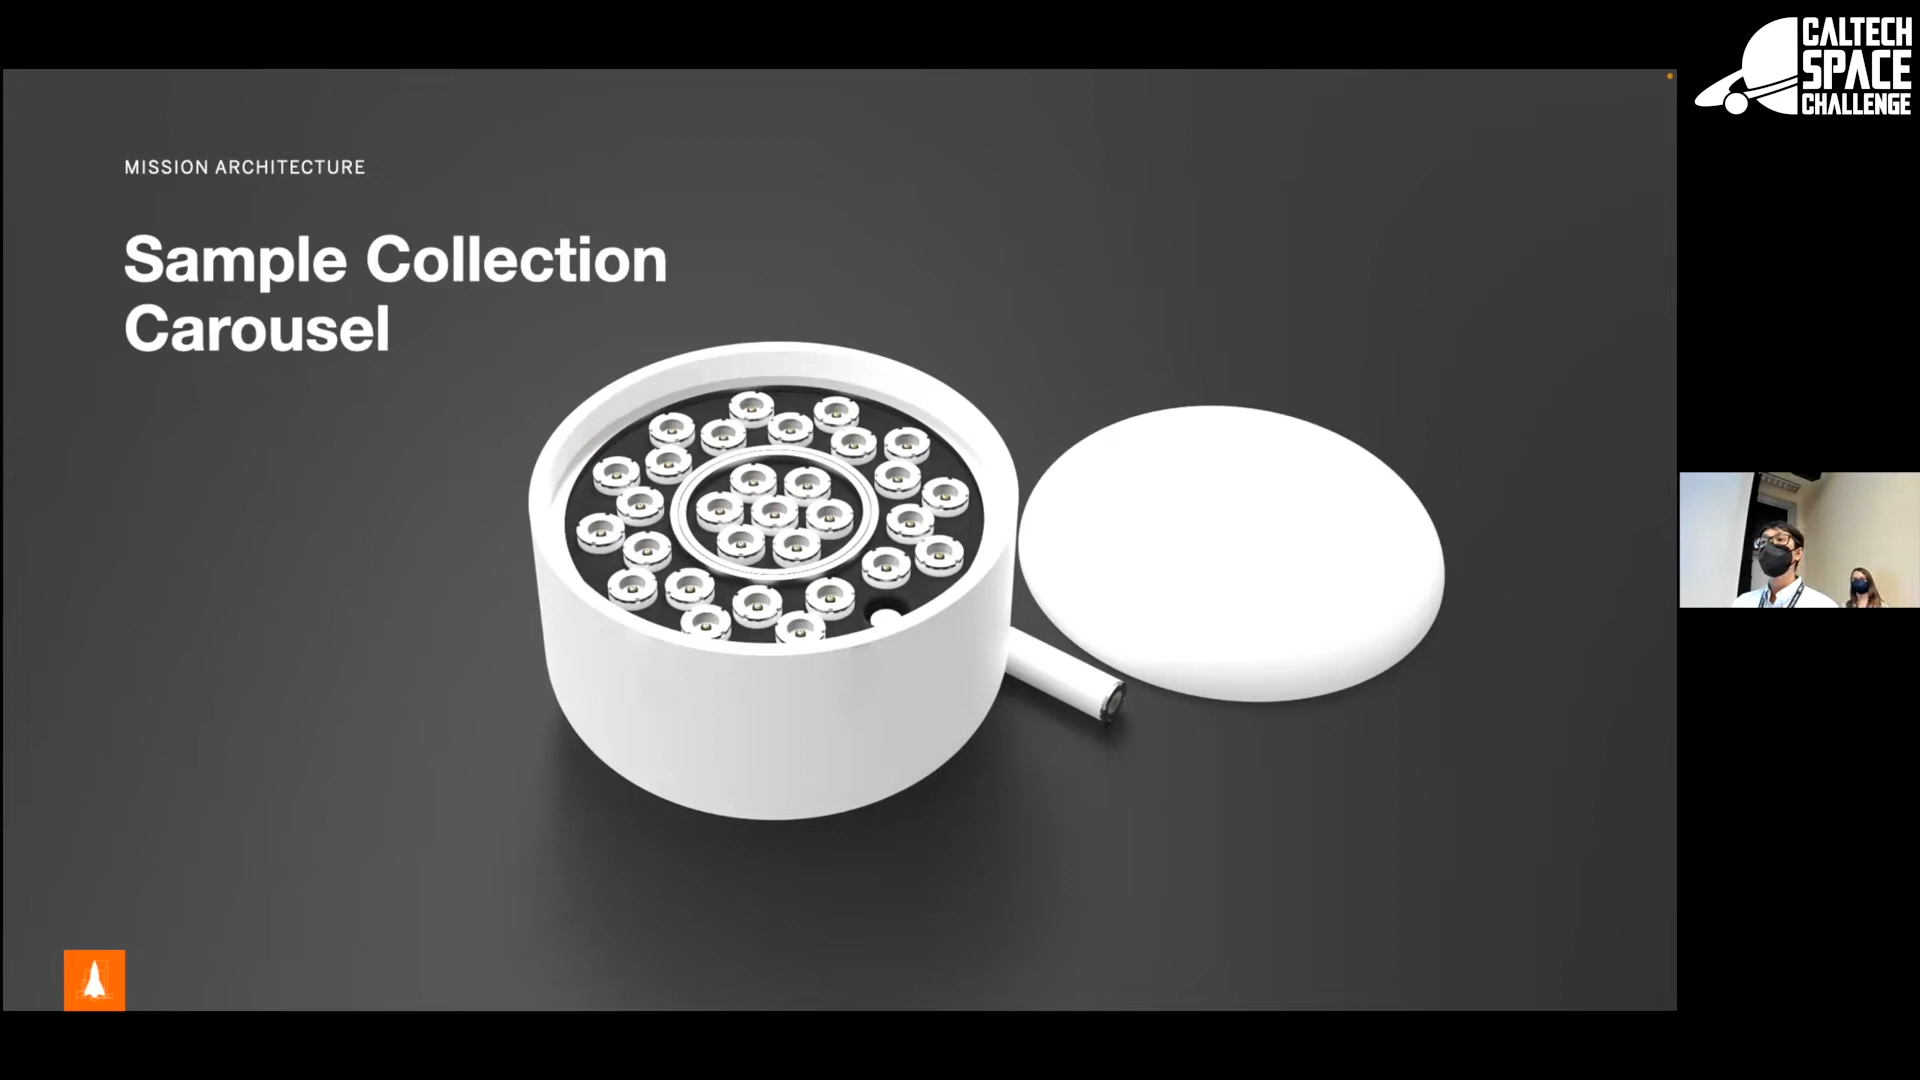 CALTECH
SPACE
CHALLENGE
MISSION ARCHITECTURE
Sample Collection
Carousel